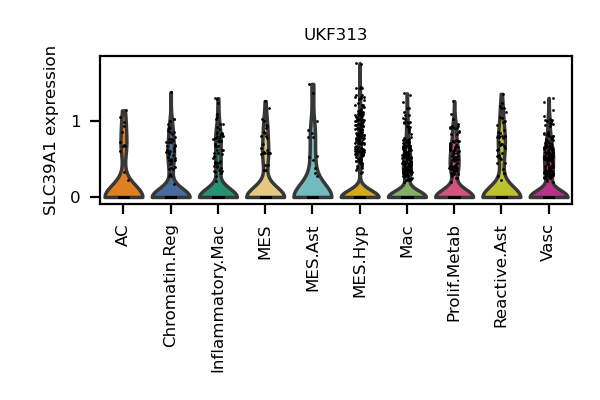 UKF313
SLC39A1 expression
1
0
AC
Chromatin.Reg
Inflammatory.Mac
MES
MES.Ast
MES.Hyp
Mac
Prolif.Metab
Reactive.Ast
Vasc